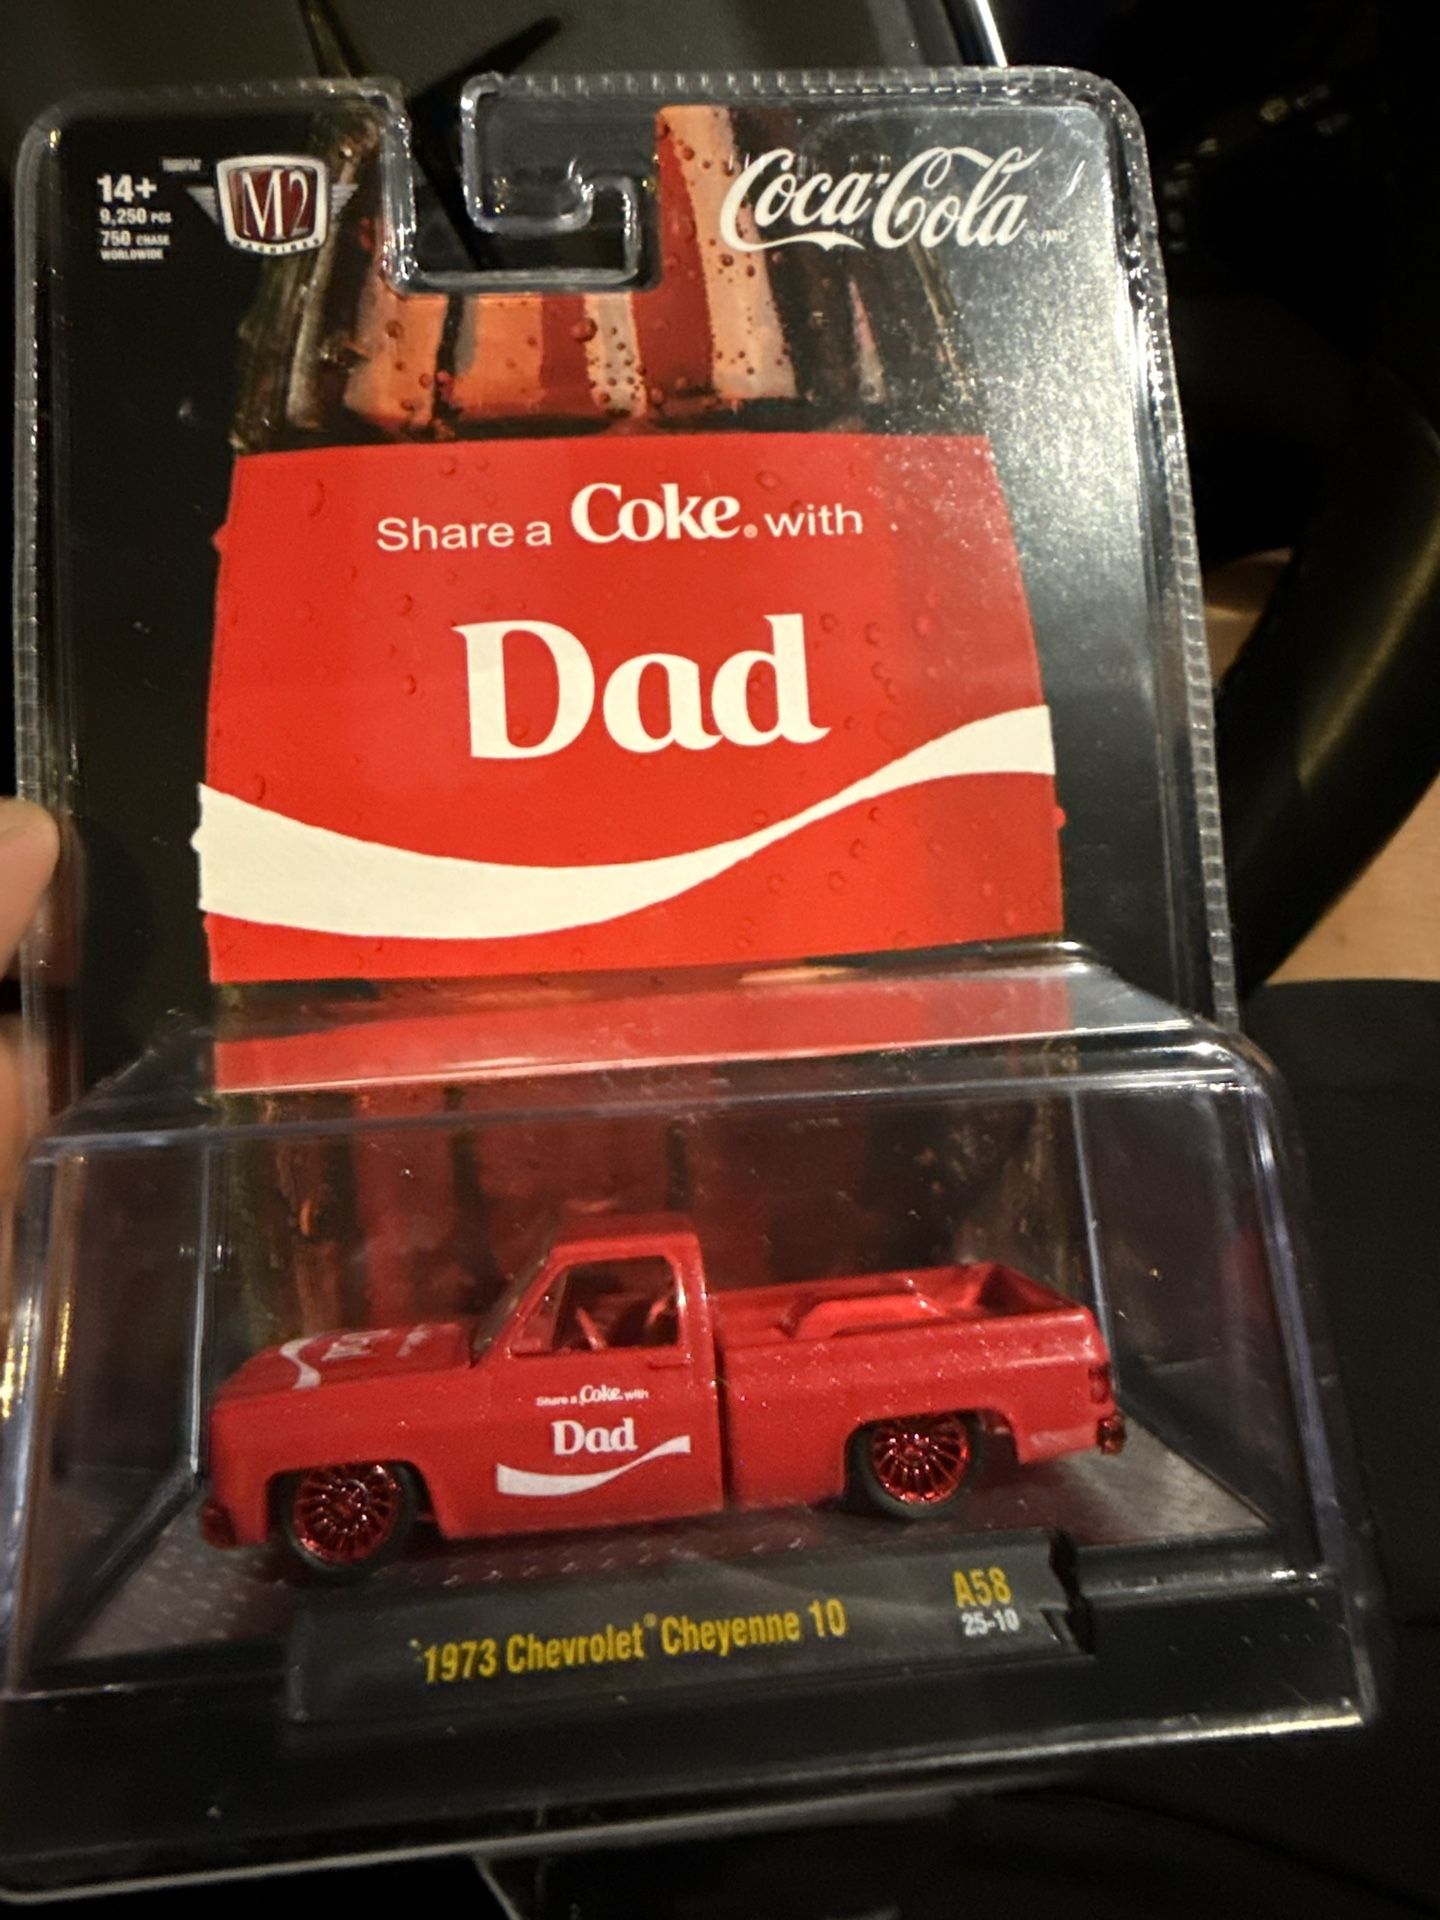 14+
9,250 PCS
750 CHASE
WORLDWIDE
M2
MACHINES
Coca-Cola
Share a Coke® with
Dad
Share a Coke with
Dad
1973 Chevrolet® Cheyenne 10
A58
25-10